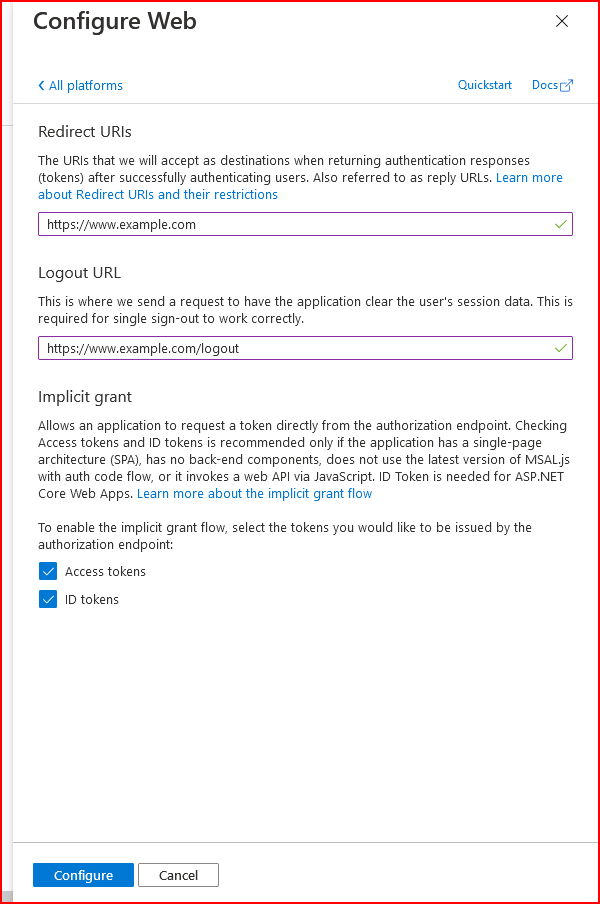 Configure Web
All platforms
Quickstart
Docs
Redirect URIs
The URIs that we will accept as destinations when returning authentication responses
(tokens) after successfully authenticating users. Also referred to as reply URLs. Learn more
about Redirect URIs and their restrictions
https://www.example.com
Logout URL
This is where we send a request to have the application clear the user's session data. This is
required for single sign-out to work correctly.
https://www.example.com/logout
Implicit grant
Allows an application to request a token directly from the authorization endpoint. Checking
Access tokens and ID tokens is recommended only if the application has a single-page
architecture (SPA), has no back-end components, does not use the latest version of MSAL.js
with auth code flow, or it invokes a web API via JavaScript. ID Token is needed for ASP.NET
Core Web Apps. Learn more about the implicit grant flow
To enable the implicit grant flow, select the tokens you would like to be issued by the
authorization endpoint:
Access tokens
ID tokens
Configure
Cancel